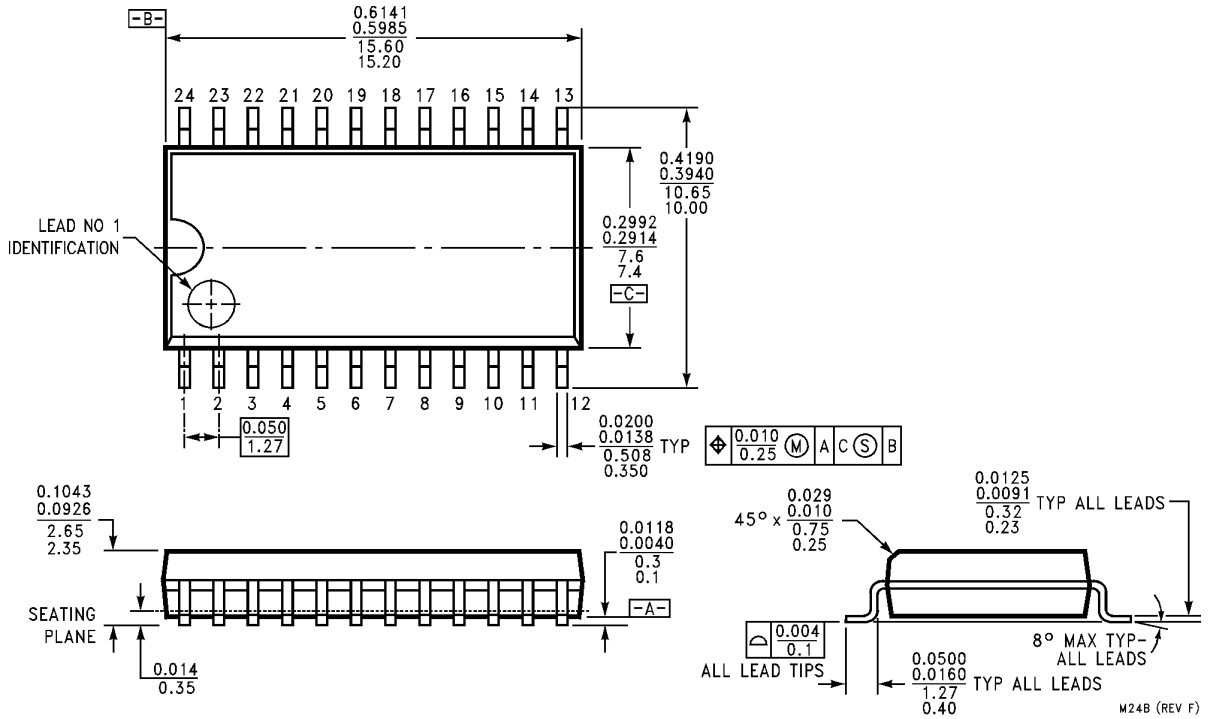 -B-
0.6141
0.5985
15.60
15.20
24 23 22 21 20 19 18 17 16 15 14 13
0.4190
0.3940
10.65
10.00
LEAD NO 1
IDENTIFICATION
0.2992
0.2914
7.6
7.4
-C-
1 2 3 4 5 6 7 8 9 10 11 12
0.050
1.27
0.0200
0.0138
0.508
0.350
TYP
⌖ 0.010
0.25 Ⓜ A C Ⓢ B
0.1043
0.0926
2.65
2.35
0.0118
0.0040
0.3
0.1
-A-
SEATING
PLANE
0.014
0.35
45° x
0.029
0.010
0.75
0.25
0.0125
0.0091
0.32
0.23
TYP ALL LEADS
0.004
0.1
ALL LEAD TIPS
8° MAX TYP-
ALL LEADS
0.0500
0.0160
1.27
0.40
TYP ALL LEADS
M24B (REV F)